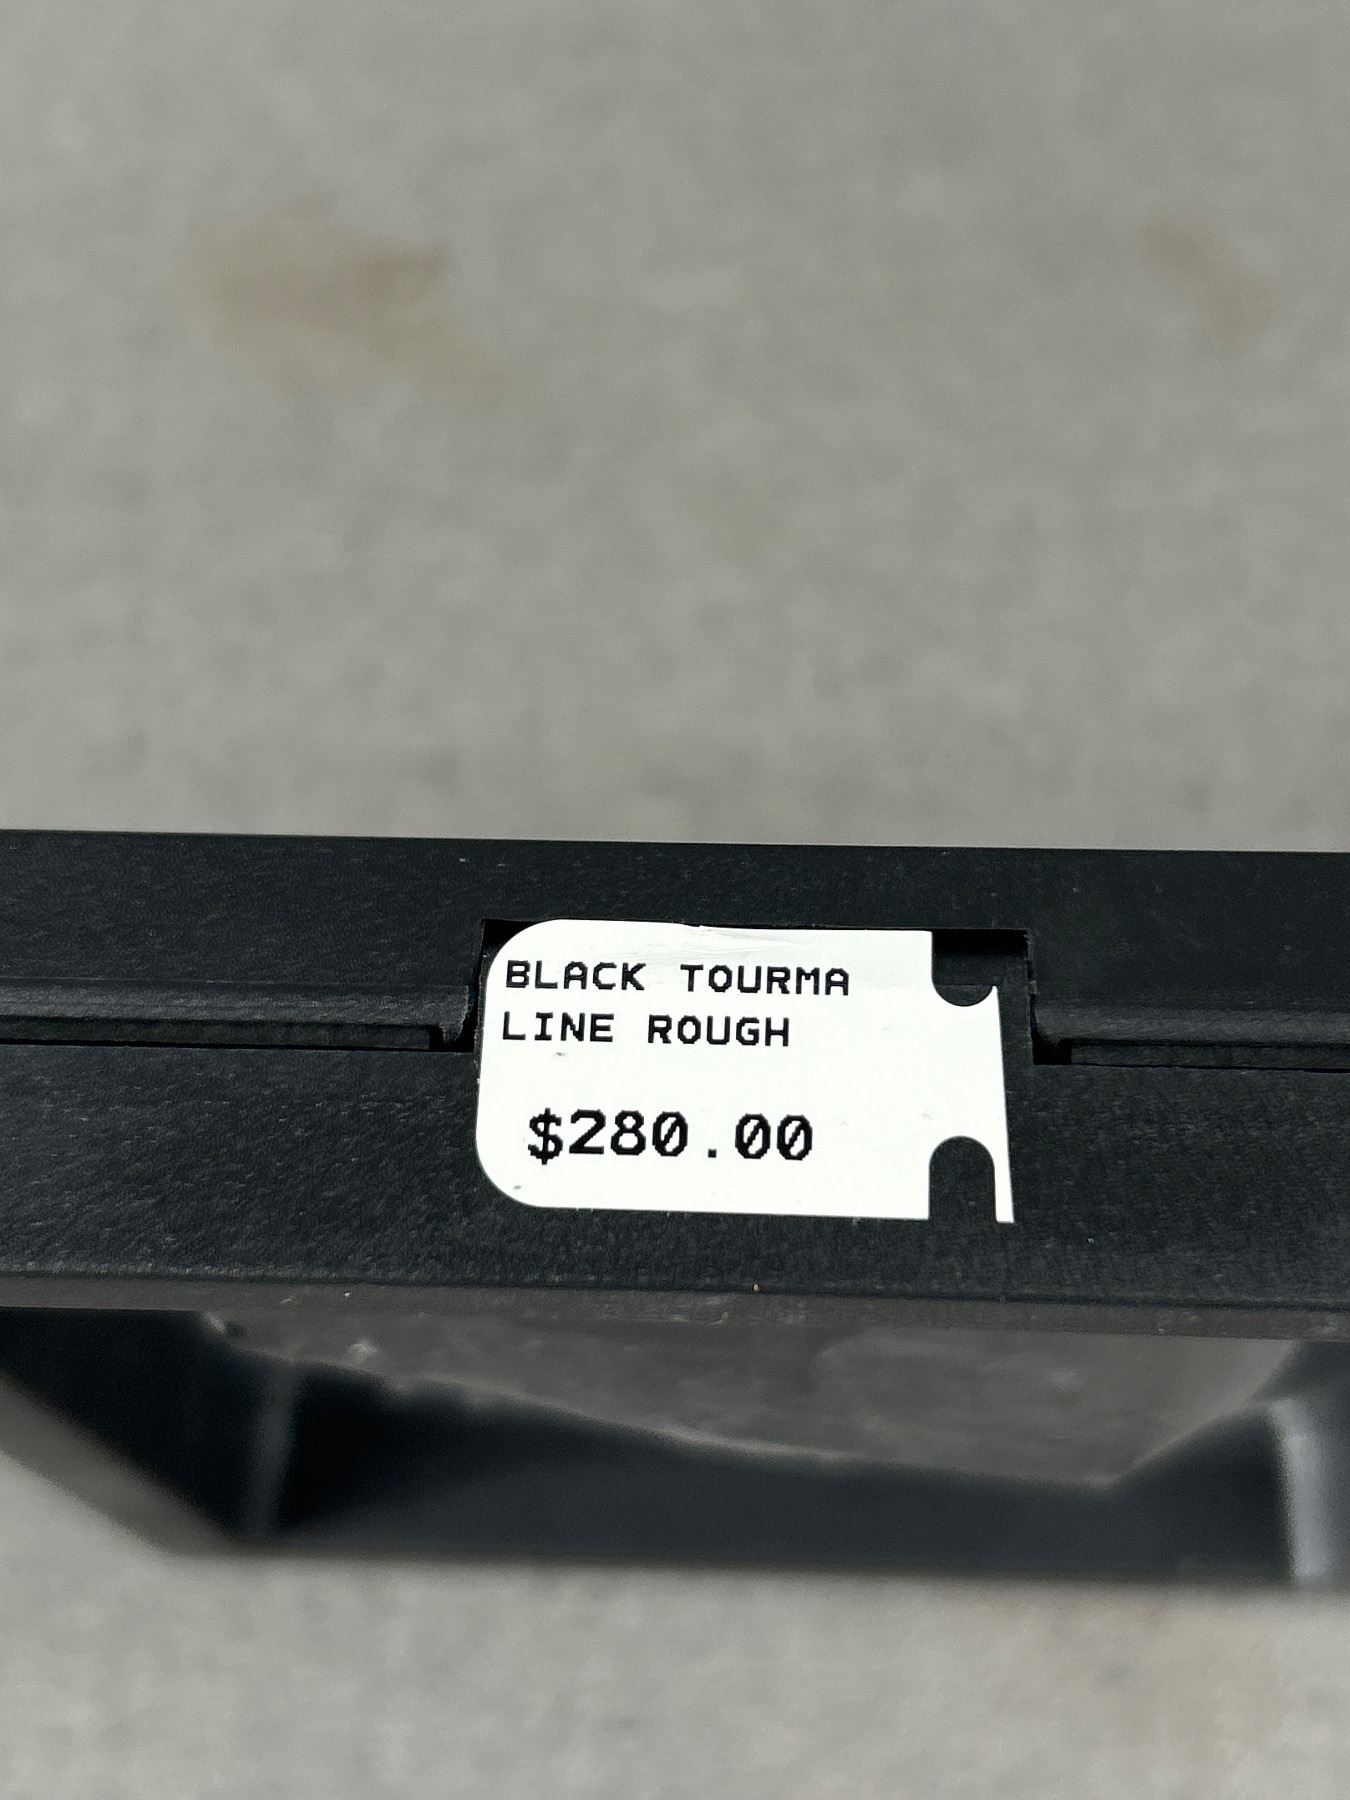 BLACK TOURMA
LINE ROUGH
$280.00